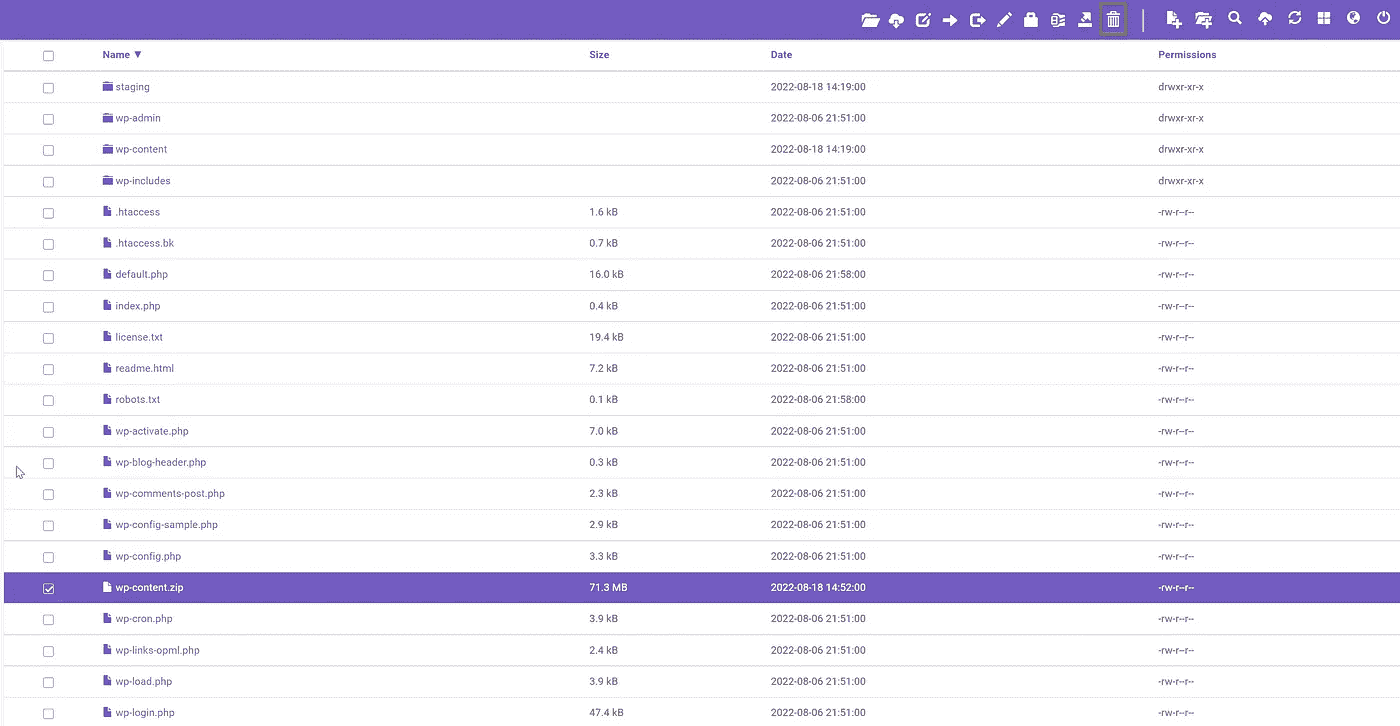 Name ▼ Size Date Permissions
staging 2022-08-18 14:19:00 drwxr-xr-x
wp-admin 2022-08-06 21:51:00 drwxr-xr-x
wp-content 2022-08-18 14:19:00 drwxr-xr-x
wp-includes 2022-08-06 21:51:00 drwxr-xr-x
.htaccess 1.6 kB 2022-08-06 21:51:00 -rw-r--r--
.htaccess.bk 0.7 kB 2022-08-06 21:51:00 -rw-r--r--
default.php 16.0 kB 2022-08-06 21:58:00 -rw-r--r--
index.php 0.4 kB 2022-08-06 21:51:00 -rw-r--r--
license.txt 19.4 kB 2022-08-06 21:51:00 -rw-r--r--
readme.html 7.2 kB 2022-08-06 21:51:00 -rw-r--r--
robots.txt 0.1 kB 2022-08-06 21:58:00 -rw-r--r--
wp-activate.php 7.0 kB 2022-08-06 21:51:00 -rw-r--r--
wp-blog-header.php 0.3 kB 2022-08-06 21:51:00 -rw-r--r--
wp-comments-post.php 2.3 kB 2022-08-06 21:51:00 -rw-r--r--
wp-config-sample.php 2.9 kB 2022-08-06 21:51:00 -rw-r--r--
wp-config.php 3.3 kB 2022-08-06 21:51:00 -rw-r--r--
wp-content.zip 71.3 MB 2022-08-18 14:52:00 -rw-r--r--
wp-cron.php 3.9 kB 2022-08-06 21:51:00 -rw-r--r--
wp-links-opml.php 2.4 kB 2022-08-06 21:51:00 -rw-r--r--
wp-load.php 3.9 kB 2022-08-06 21:51:00 -rw-r--r--
wp-login.php 47.4 kB 2022-08-06 21:51:00 -rw-r--r--